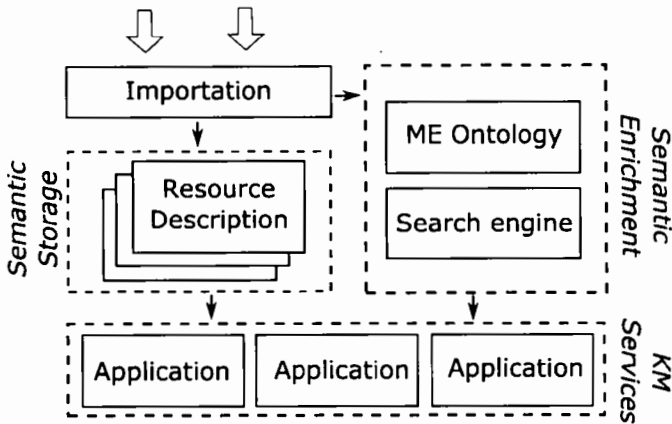 Importation
ME Ontology
Search engine
Semantic
Enrichment
Semantic
Storage
Resource
Description
Application
Application
Application
KM
Services